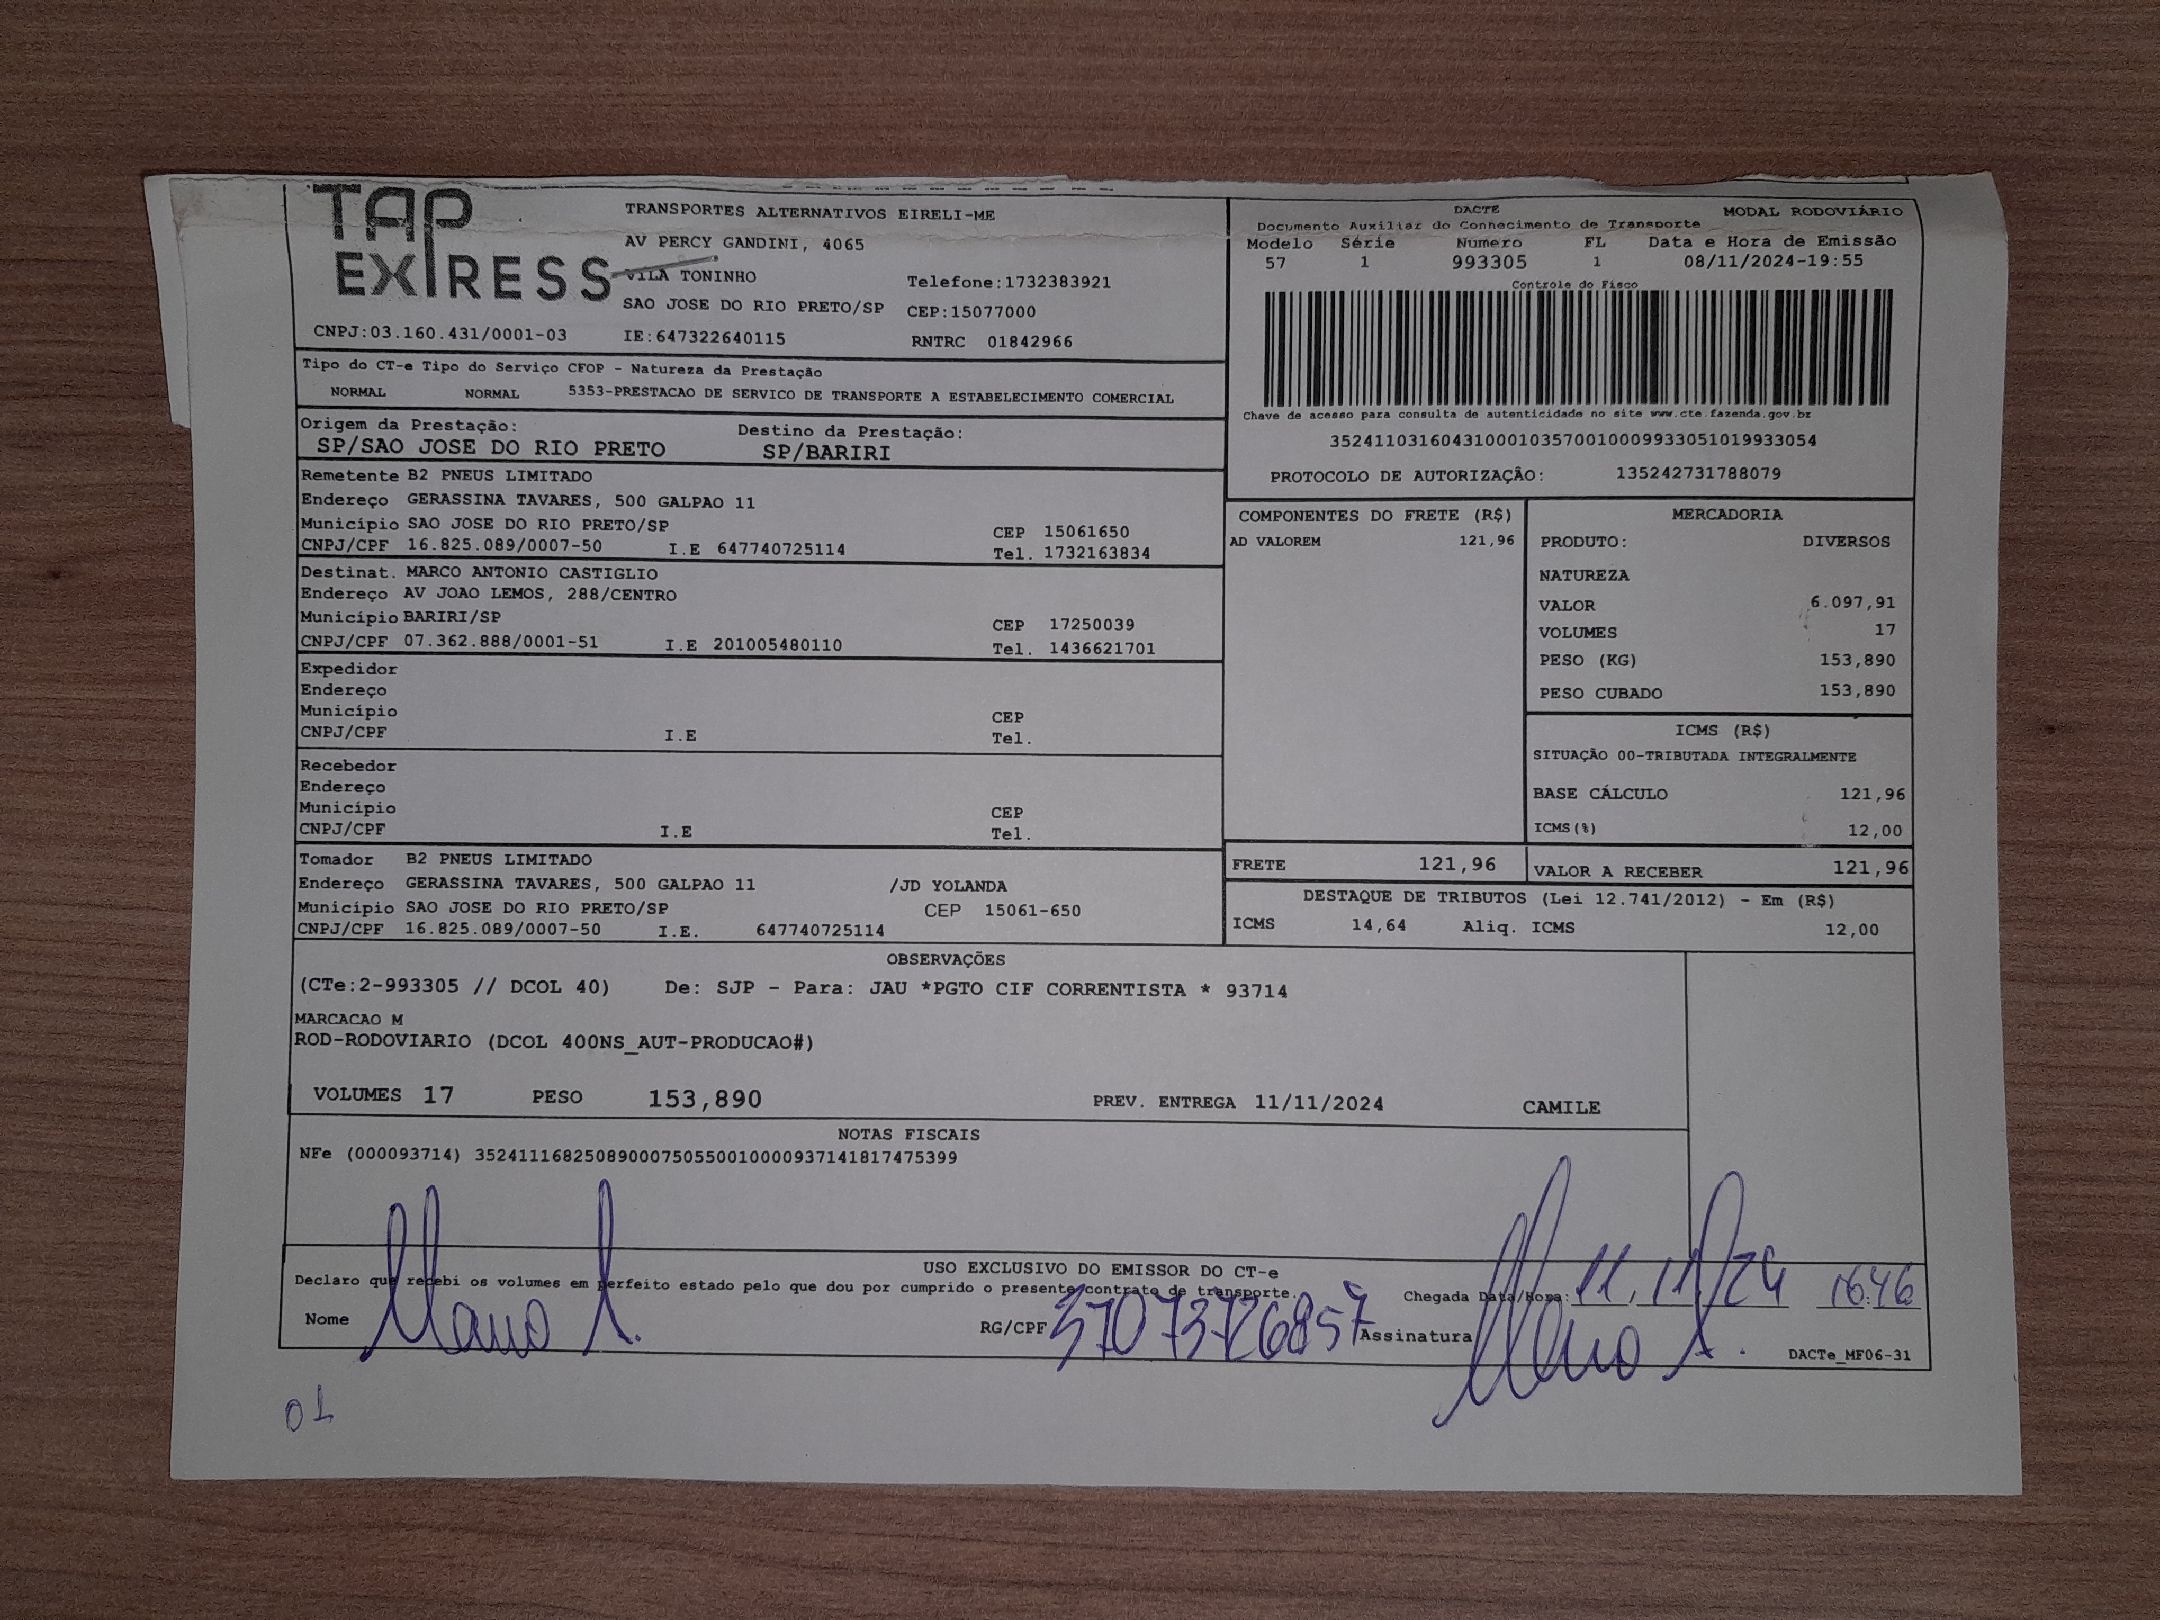 TAP
EXPRESS
TRANSPORTES ALTERNATIVOS EIRELI-ME
AV PERCY GANDINI, 4065
VILA TONINHO
Telefone:1732383921
SAO JOSE DO RIO PRETO/SP CEP:15077000
CNPJ:03.160.431/0001-03 IE:647322640115 RNTRC 01842966
DACTE MODAL RODOVIÁRIO
Documento Auxiliar do Conhecimento de Transporte
Modelo Série Número FL Data e Hora de Emissão
57 1 993305 1 08/11/2024-19:55
Controle do Fisco
Chave de acesso para consulta de autenticidade no site www.cte.fazenda.gov.br
35241103160431000103570010009933051019933054
PROTOCOLO DE AUTORIZAÇÃO: 135242731788079
Tipo do CT-e Tipo do Serviço CFOP - Natureza da Prestação
NORMAL NORMAL 5353-PRESTACAO DE SERVICO DE TRANSPORTE A ESTABELECIMENTO COMERCIAL
Origem da Prestação: Destino da Prestação:
SP/SAO JOSE DO RIO PRETO SP/BARIRI
Remetente B2 PNEUS LIMITADO
Endereço GERASSINA TAVARES, 500 GALPAO 11
Município SAO JOSE DO RIO PRETO/SP CEP 15061650
CNPJ/CPF 16.825.089/0007-50 I.E 647740725114 Tel. 1732163834
Destinat. MARCO ANTONIO CASTIGLIO
Endereço AV JOAO LEMOS, 288/CENTRO
Município BARIRI/SP CEP 17250039
CNPJ/CPF 07.362.888/0001-51 I.E 201005480110 Tel. 1436621701
Expedidor
Endereço
Município CEP
CNPJ/CPF I.E Tel.
Recebedor
Endereço
Município CEP
CNPJ/CPF I.E Tel.
Tomador B2 PNEUS LIMITADO
Endereço GERASSINA TAVARES, 500 GALPAO 11 /JD YOLANDA
Município SAO JOSE DO RIO PRETO/SP CEP 15061-650
CNPJ/CPF 16.825.089/0007-50 I.E. 647740725114
COMPONENTES DO FRETE (R$)
AD VALOREM 121,96
MERCADORIA
PRODUTO: DIVERSOS
NATUREZA
VALOR 6.097,91
VOLUMES 17
PESO (KG) 153,890
PESO CUBADO 153,890
ICMS (R$)
SITUAÇÃO 00-TRIBUTADA INTEGRALMENTE
BASE CÁLCULO 121,96
ICMS(%) 12,00
FRETE 121,96 VALOR A RECEBER 121,96
DESTAQUE DE TRIBUTOS (Lei 12.741/2012) - Em (R$)
ICMS 14,64 Aliq. ICMS 12,00
OBSERVAÇÕES
(CTe:2-993305 // DCOL 40) De: SJP - Para: JAU *PGTO CIF CORRENTISTA * 93714
MARCACAO M
ROD-RODOVIARIO (DCOL 400NS_AUT-PRODUCAO#)
VOLUMES 17 PESO 153,890 PREV. ENTREGA 11/11/2024 CAMILE
NOTAS FISCAIS
NFe (000093714) 35241116825089000750550010000937141817475399
USO EXCLUSIVO DO EMISSOR DO CT-e
Declaro que recebi os volumes em perfeito estado pelo que dou por cumprido o presente contrato de transporte.
Chegada Data/Hora: 11/11/24 16:46
Nome RG/CPF 37073726857 Assinatura
DACTe_MF06-31
01